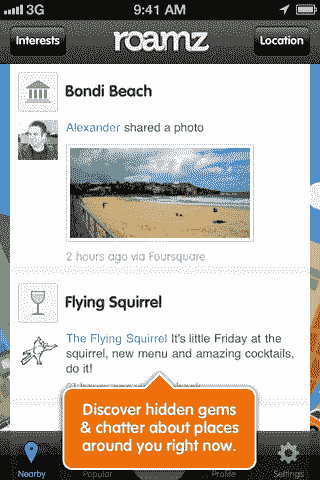 3G 9:41 AM
Interests roamz Location
Bondi Beach
Alexander shared a photo
2 hours ago via Foursquare
Flying Squirrel
The Flying Squirrel It's little Friday at the
squirrel, new menu and amazing cocktails,
do it!
Discover hidden gems
& chatter about places
around you right now.
Nearby Popular Profile Settings